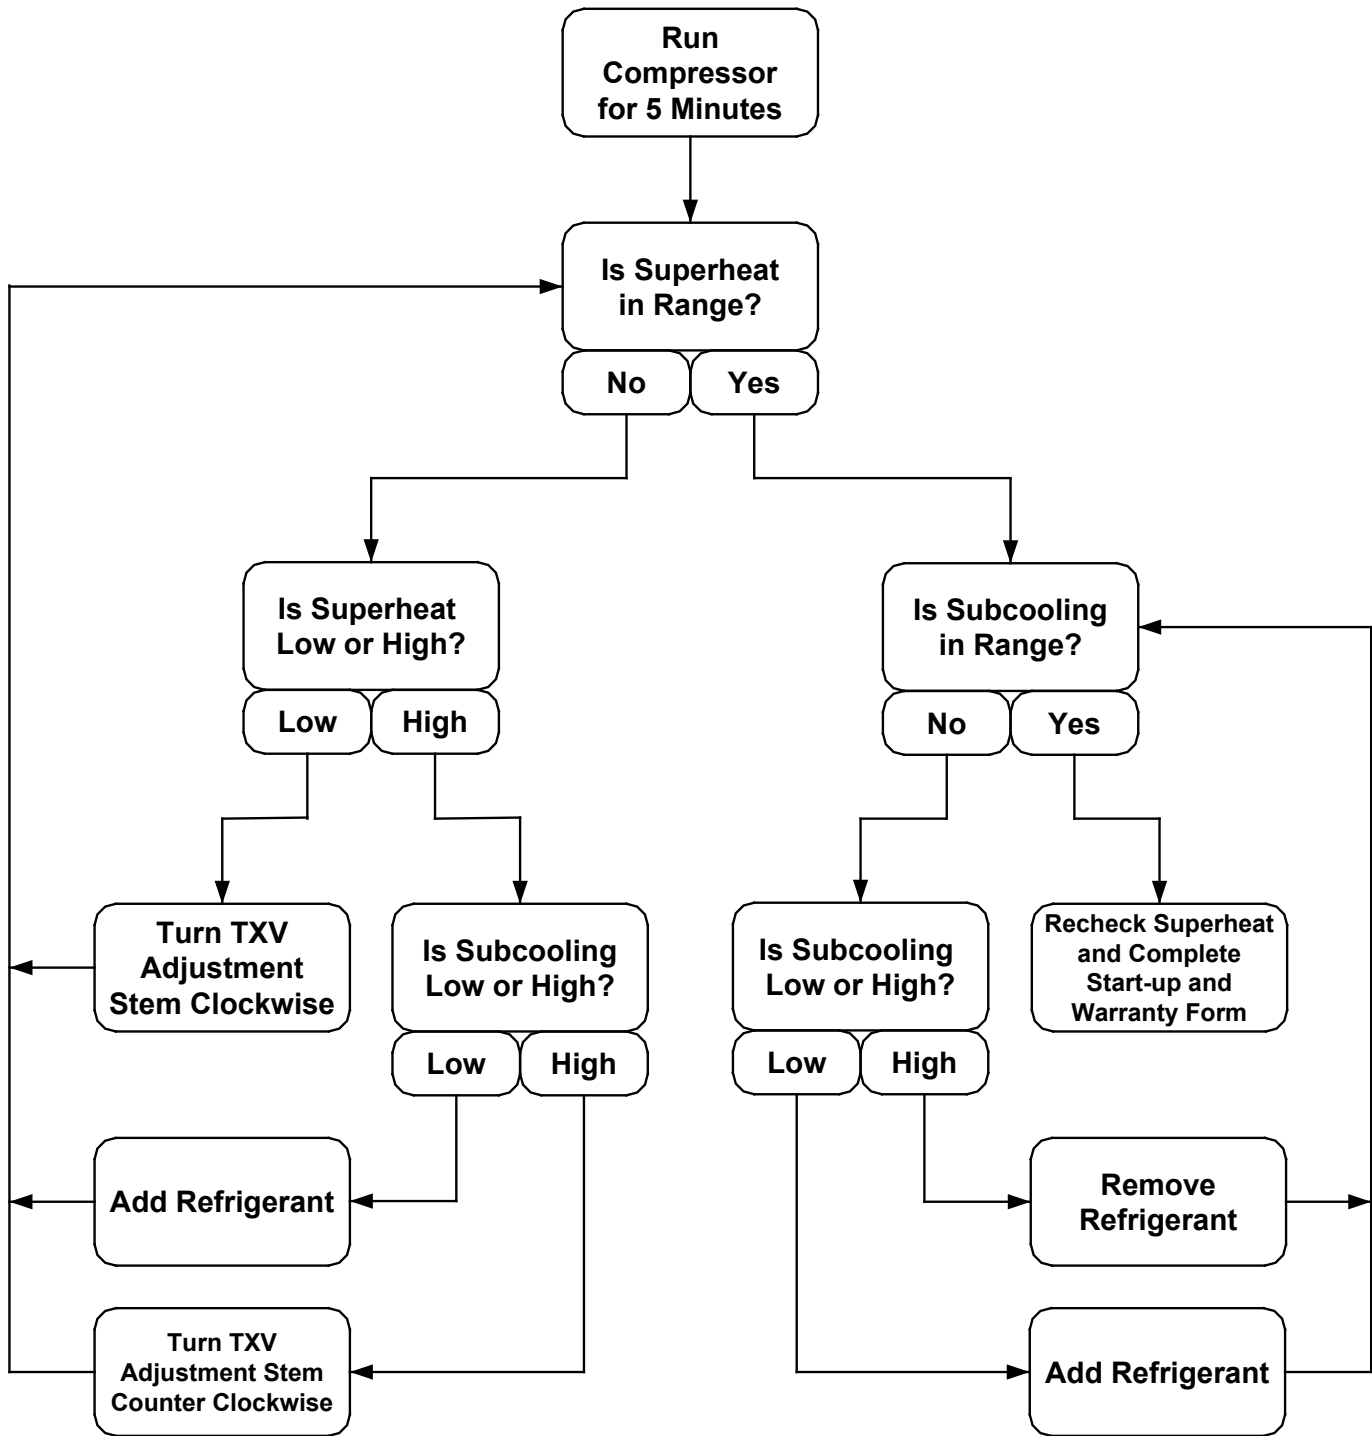 Run
Compressor
for 5 Minutes
Is Superheat
in Range?
No
Yes
Is Superheat
Low or High?
Low
High
Is Subcooling
in Range?
No
Yes
Turn TXV
Adjustment
Stem Clockwise
Is Subcooling
Low or High?
Low
High
Is Subcooling
Low or High?
Low
High
Recheck Superheat
and Complete
Start-up and
Warranty Form
Add Refrigerant
Remove
Refrigerant
Turn TXV
Adjustment Stem
Counter Clockwise
Add Refrigerant